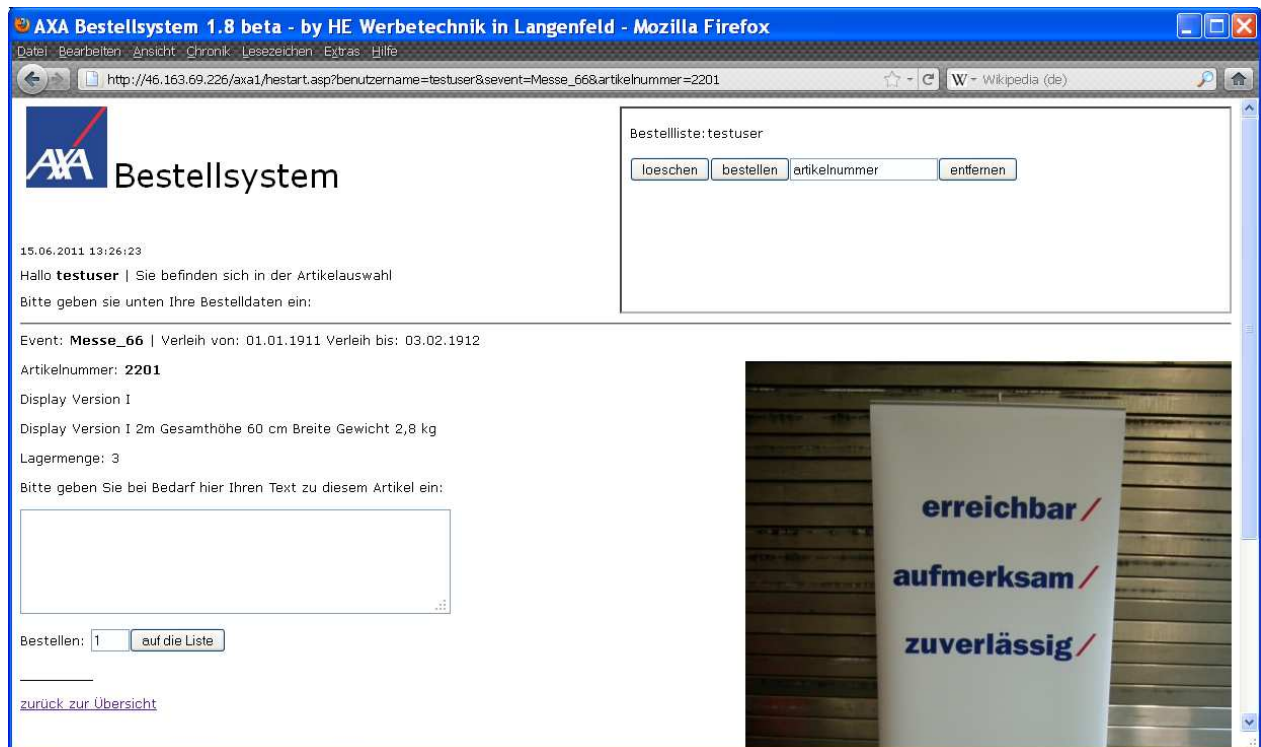 AXA Bestellsystem 1.8 beta - by HE Werbetechnik in Langenfeld - Mozilla Firefox
Datei Bearbeiten Ansicht Chronik Lesezeichen Extras Hilfe
http://46.163.69.226/axa1/hestart.asp?benutzername=testuser&sevent=Messe_66&artikelnummer=2201
W Wikipedia (de)
AXA Bestellsystem
Bestellliste: testuser
loeschen bestellen artikelnummer entfernen
15.06.2011 13:26:23
Hallo testuser | Sie befinden sich in der Artikelauswahl
Bitte geben sie unten Ihre Bestelldaten ein:
Event: Messe_66 | Verleih von: 01.01.1911 Verleih bis: 03.02.1912
Artikelnummer: 2201
Display Version I
Display Version I 2m Gesamthöhe 60 cm Breite Gewicht 2,8 kg
Lagermenge: 3
Bitte geben Sie bei Bedarf hier Ihren Text zu diesem Artikel ein:
Bestellen: 1 auf die Liste
zurück zur Übersicht
erreichbar/
aufmerksam/
zuverlässig/